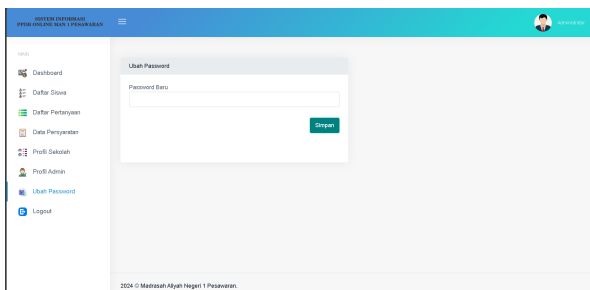 SISTEM INFORMASI
PPDB ONLINE MAN 1 PESAWARAN
Administrator
MAIN
Dashboard
Daftar Siswa
Daftar Pertanyaan
Data Persyaratan
Profil Sekolah
Profil Admin
Ubah Password
Logout
Ubah Password
Password Baru
Simpan
2024 © Madrasah Aliyah Negeri 1 Pesawaran.